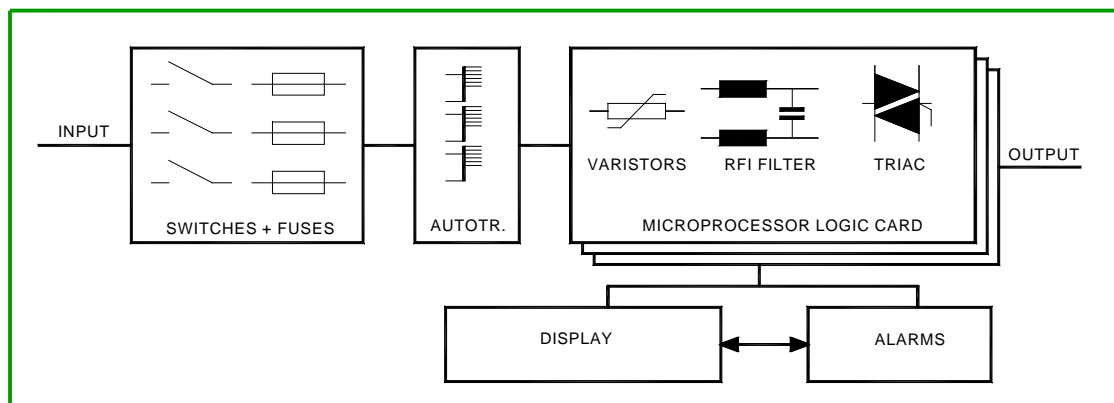 INPUT
SWITCHES + FUSES
AUTOTR.
VARISTORS
RFI FILTER
TRIAC
MICROPROCESSOR LOGIC CARD
OUTPUT
DISPLAY
ALARMS